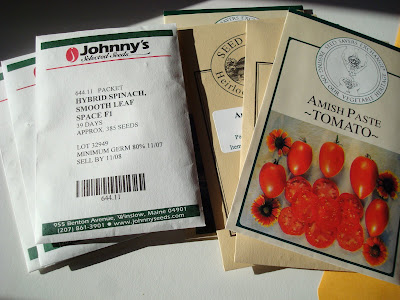 Johnny's
Selected Seeds
644.11 PACKET
HYBRID SPINACH,
SMOOTH LEAF
SPACE F1
39 DAYS
APPROX. 385 SEEDS
LOT 32949
MINIMUM GERM 80% 11/07
SELL BY 11/08
644.11
955 Benton Avenue, Winslow, Maine 04901
(207) 861-3901 • www.johnnyseeds.com
SEED
Heirloo
AMISH PASTE
~TOMATO~